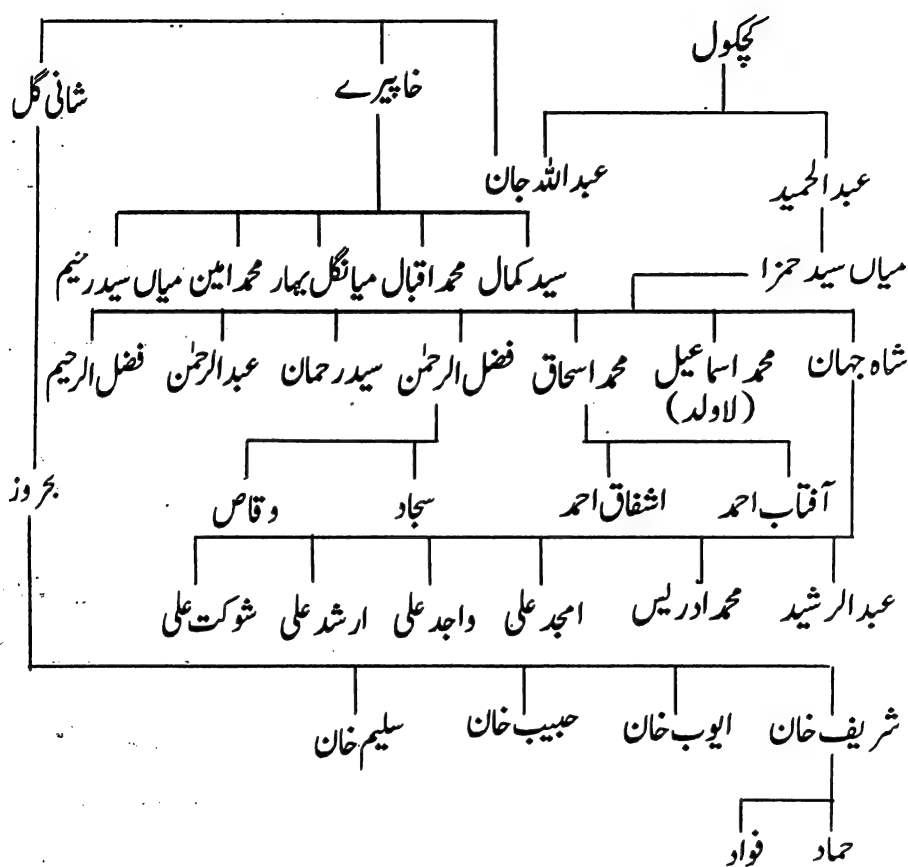 کچکول
خاپیرے
شانی گل
عبدالحمید
عبداللہ جان
میاں سید حمزا
سید کمال محمد اقبال میانگل بہار محمد امین میاں سید رحیم
شاہ جہان محمد اسماعیل محمد اسحاق فضل الرحمٰن سید رحمان عبدالرحمٰن فضل الرحیم
(لاولد)
آفتاب احمد اشفاق احمد سجاد وقاص
بحروز
عبدالرشید محمد ادریس امجد علی واجد علی ارشد علی شوکت علی
شریف خان ایوب خان حبیب خان سلیم خان
حماد فواد